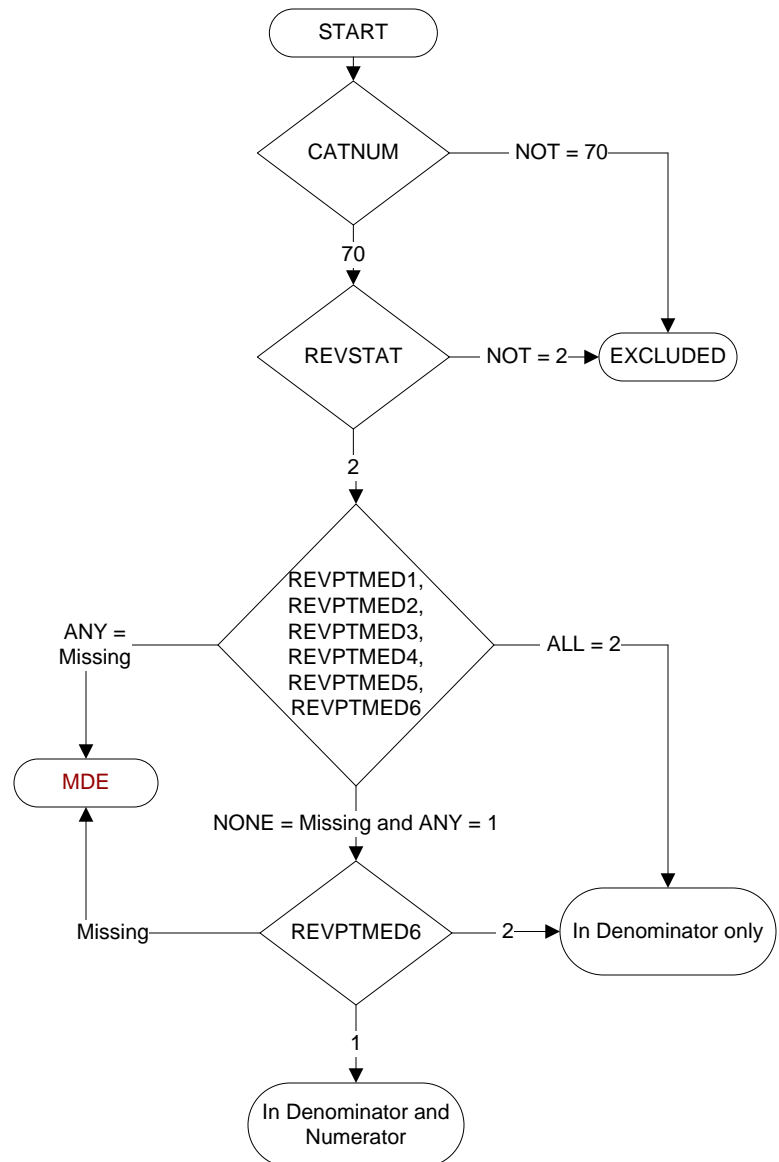 START
CATNUM
NOT = 70
70
REVSTAT
NOT = 2
EXCLUDED
2
REVPTMED1,
REVPTMED2,
REVPTMED3,
REVPTMED4,
REVPTMED5,
REVPTMED6
ANY =
Missing
ALL = 2
MDE
NONE = Missing and ANY = 1
Missing
REVPTMED6
2
In Denominator only
1
In Denominator and
Numerator